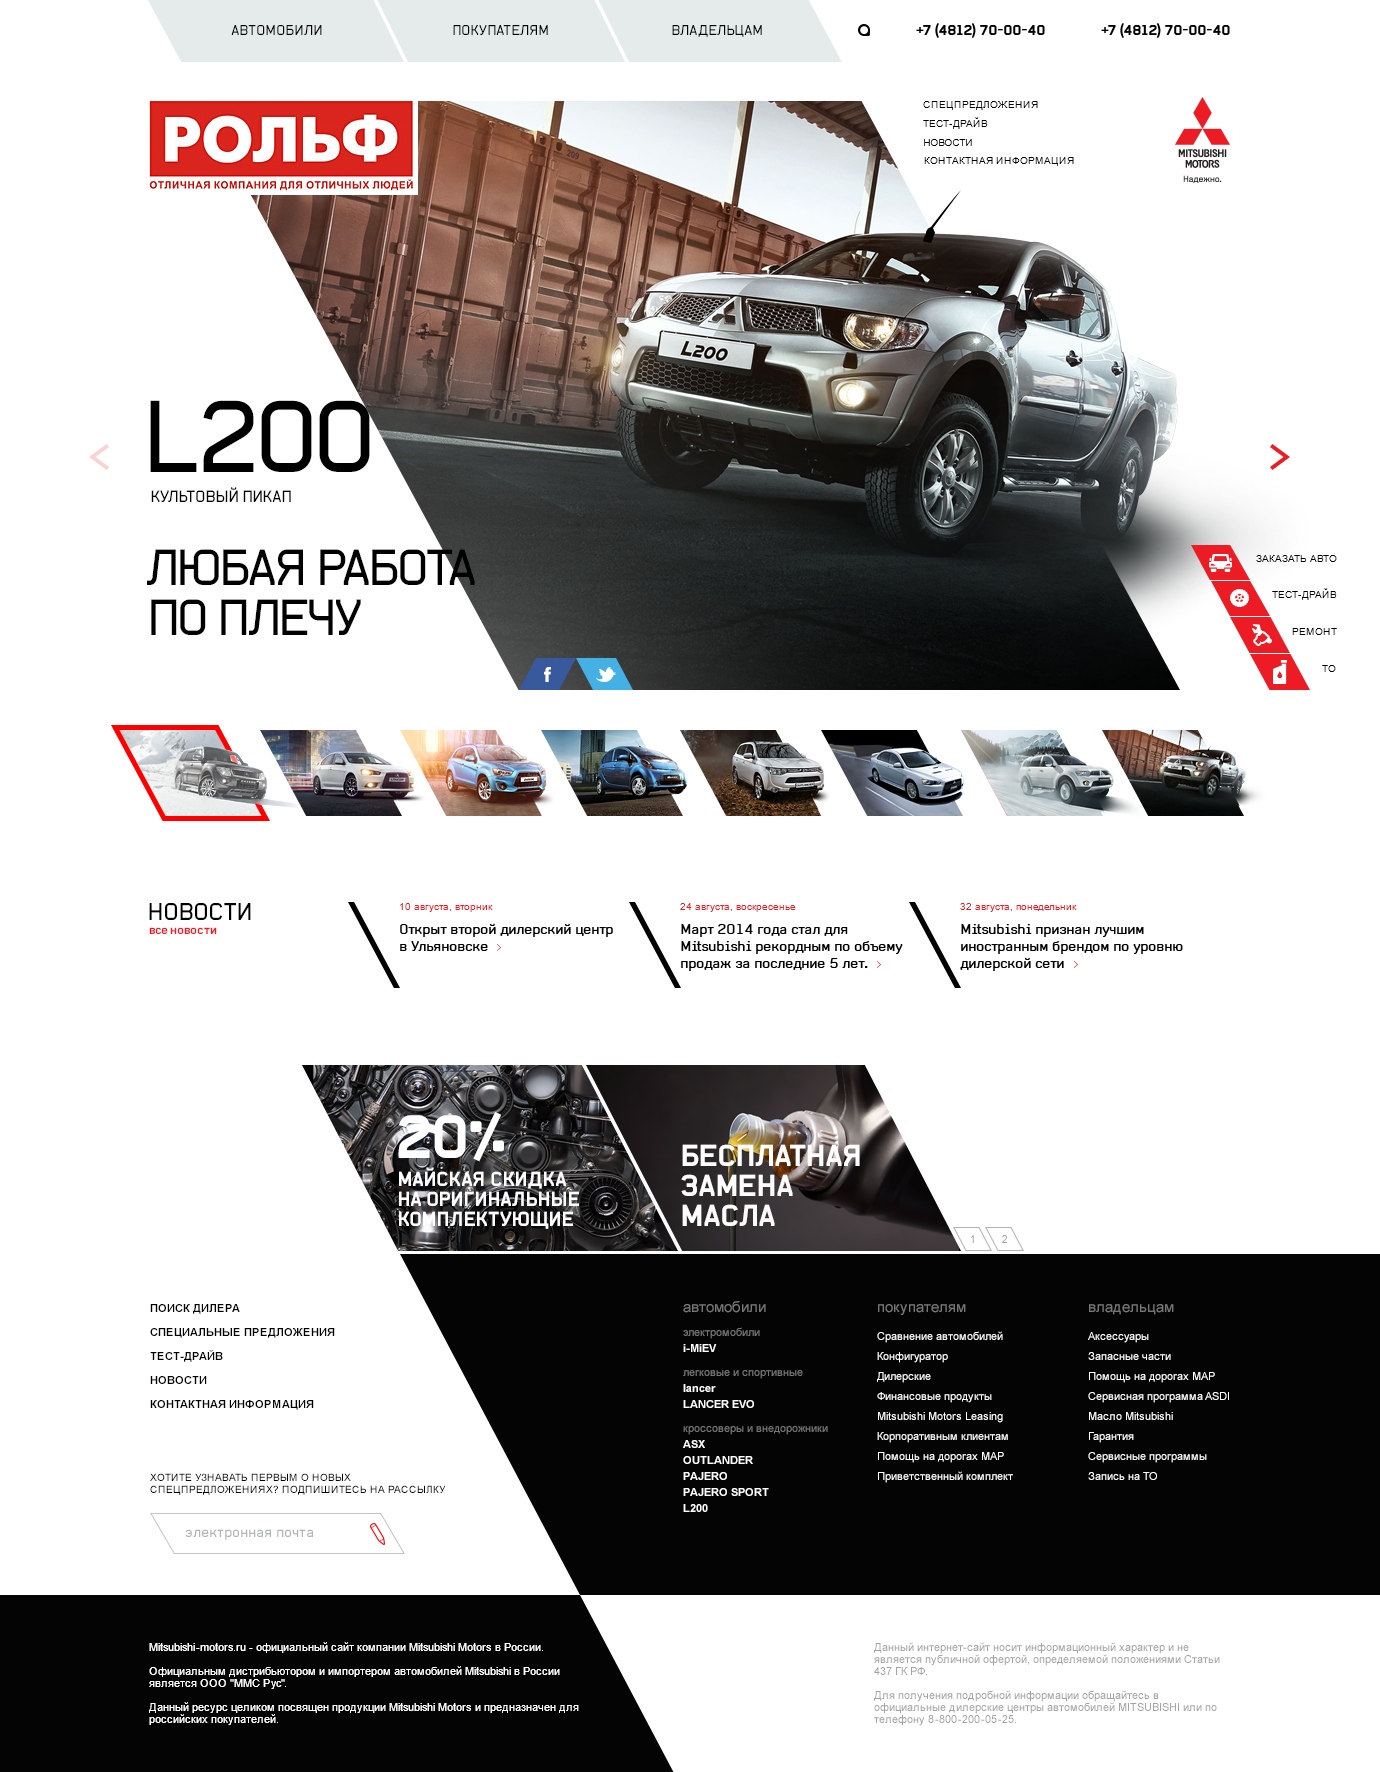 АВТОМОБИЛИ
ПОКУПАТЕЛЯМ
ВЛАДЕЛЬЦАМ
+7 (4812) 70-00-40
+7 (4812) 70-00-40
РОЛЬФ
ОТЛИЧНАЯ КОМПАНИЯ ДЛЯ ОТЛИЧНЫХ ЛЮДЕЙ
СПЕЦПРЕДЛОЖЕНИЯ
ТЕСТ-ДРАЙВ
НОВОСТИ
КОНТАКТНАЯ ИНФОРМАЦИЯ
MITSUBISHI
MOTORS
Надежно.
L200
L200
КУЛЬТОВЫЙ ПИКАП
ЛЮБАЯ РАБОТА
ПО ПЛЕЧУ
ЗАКАЗАТЬ АВТО
ТЕСТ-ДРАЙВ
РЕМОНТ
ТО
f
НОВОСТИ
все новости
10 августа, вторник
Открыт второй дилерский центр
в Ульяновске
24 августа, воскресенье
Март 2014 года стал для
Mitsubishi рекордным по объему
продаж за последние 5 лет.
32 августа, понедельник
Mitsubishi признан лучшим
иностранным брендом по уровню
дилерской сети
20%
МАЙСКАЯ СКИДКА
НА ОРИГИНАЛЬНЫЕ
КОМПЛЕКТУЮЩИЕ
БЕСПЛАТНАЯ
ЗАМЕНА
МАСЛА
1
2
ПОИСК ДИЛЕРА
СПЕЦИАЛЬНЫЕ ПРЕДЛОЖЕНИЯ
ТЕСТ-ДРАЙВ
НОВОСТИ
КОНТАКТНАЯ ИНФОРМАЦИЯ
ХОТИТЕ УЗНАВАТЬ ПЕРВЫМ О НОВЫХ
СПЕЦПРЕДЛОЖЕНИЯХ? ПОДПИШИТЕСЬ НА РАССЫЛКУ
электронная почта
автомобили
электромобили
i-MiEV
легковые и спортивные
lancer
LANCER EVO
кроссоверы и внедорожники
ASX
OUTLANDER
PAJERO
PAJERO SPORT
L200
покупателям
Сравнение автомобилей
Конфигуратор
Дилерские
Финансовые продукты
Mitsubishi Motors Leasing
Корпоративным клиентам
Помощь на дорогах MAP
Приветственный комплект
владельцам
Аксессуары
Запасные части
Помощь на дорогах MAP
Сервисная программа ASDI
Масло Mitsubishi
Гарантия
Сервисные программы
Запись на ТО
Mitsubishi-motors.ru - официальный сайт компании Mitsubishi Motors в России.
Официальным дистрибьютором и импортером автомобилей Mitsubishi в России
является ООО "ММС Рус".
Данный ресурс целиком посвящен продукции Mitsubishi Motors и предназначен для
российских покупателей.
Данный интернет-сайт носит информационный характер и не
является публичной офертой, определяемой положениями Статьи
437 ГК РФ.
Для получения подробной информации обращайтесь в
официальные дилерские центры автомобилей MITSUBISHI или по
телефону 8-800-200-05-25.